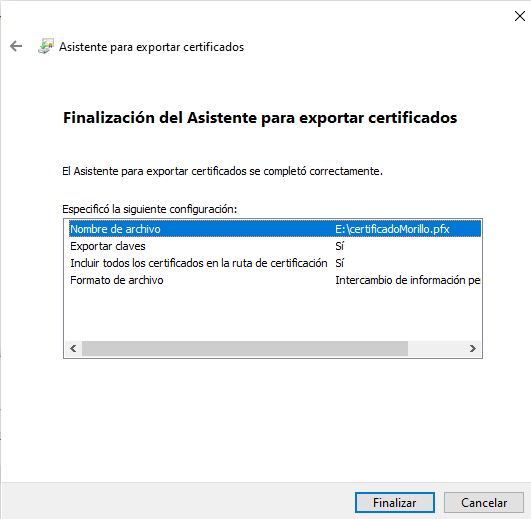 Asistente para exportar certificados
Finalización del Asistente para exportar certificados
El Asistente para exportar certificados se completó correctamente.
Especificó la siguiente configuración:
Nombre de archivo E:\certificadoMorillo.pfx
Exportar claves Sí
Incluir todos los certificados en la ruta de certificación Sí
Formato de archivo Intercambio de información pe
Finalizar Cancelar